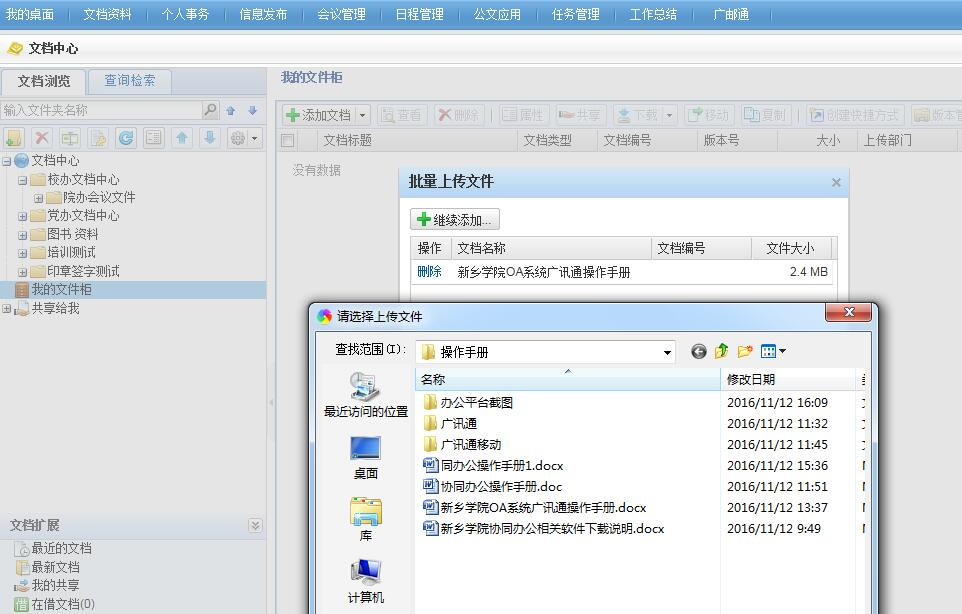 我的桌面 文档资料 个人事务 信息发布 会议管理 日程管理 公文应用 任务管理 工作总结 广邮通
文档中心
文档浏览 查询检索 我的文件柜
输入文件夹名称 添加文档 查看 删除 属性 共享 下载 移动 复制 创建快捷方式
文档标题 文档类型 文档编号 版本号 大小 上传部门
没有数据
文档中心
校办文档中心
院办会议文件
党办文档中心
图书 资料
培训测试
印章签字测试
我的文件柜
共享给我
批量上传文件
继续添加...
操作 文档名称 文档编号 文件大小
删除 新乡学院OA系统广讯通操作手册 2.4 MB
请选择上传文件
查找范围(I): 操作手册
名称 修改日期
办公平台截图 2016/11/12 16:09
广讯通 2016/11/12 11:32
广讯通移动 2016/11/12 11:45
同办公操作手册1.docx 2016/11/12 15:36
协同办公操作手册.doc 2016/11/12 11:51
新乡学院OA系统广讯通操作手册.docx 2016/11/12 13:37
新乡学院协同办公相关软件下载说明.docx 2016/11/12 9:49
最近访问的位置
桌面
库
计算机
文档扩展
最近的文档
最新文档
我的共享
在借文档(0)